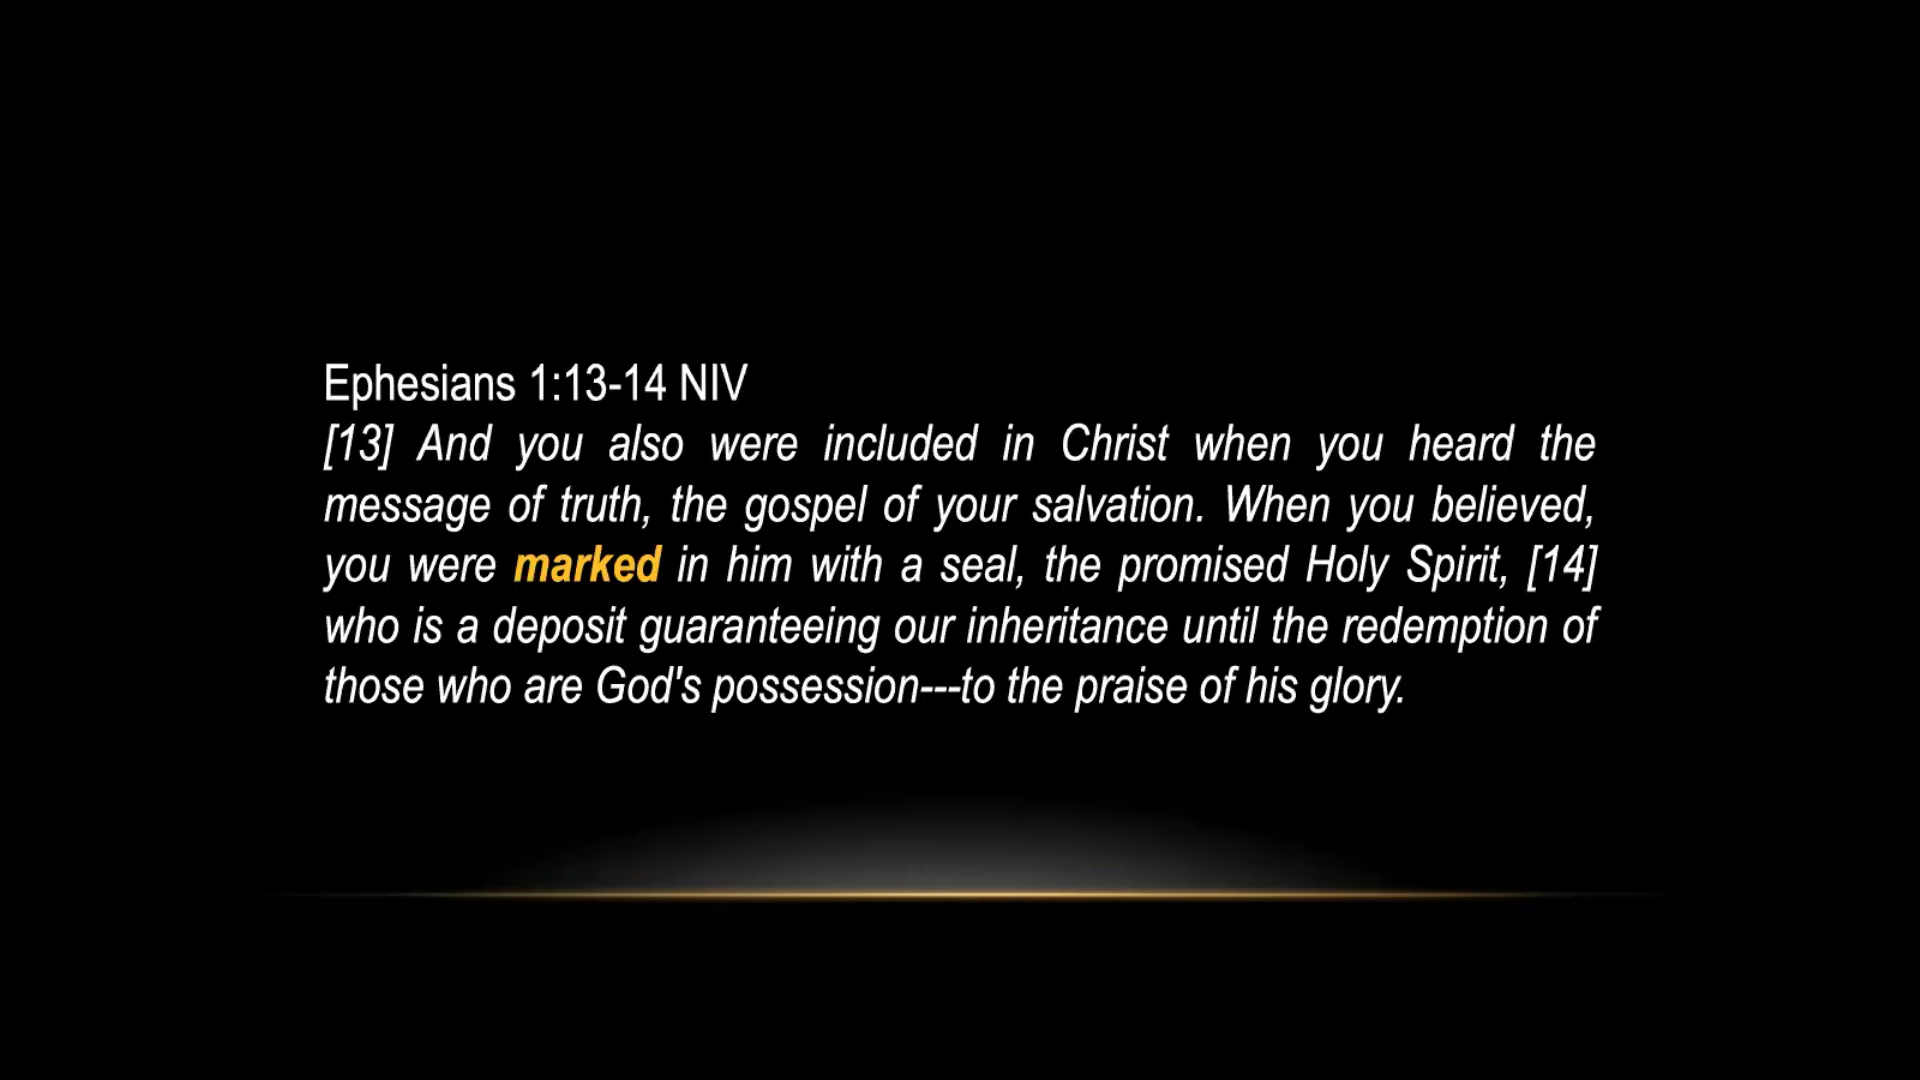 Ephesians 1:13-14 NIV
[13] And you also were included in Christ when you heard the
message of truth, the gospel of your salvation. When you believed,
you were marked in him with a seal, the promised Holy Spirit, [14]
who is a deposit guaranteeing our inheritance until the redemption of
those who are God's possession---to the praise of his glory.